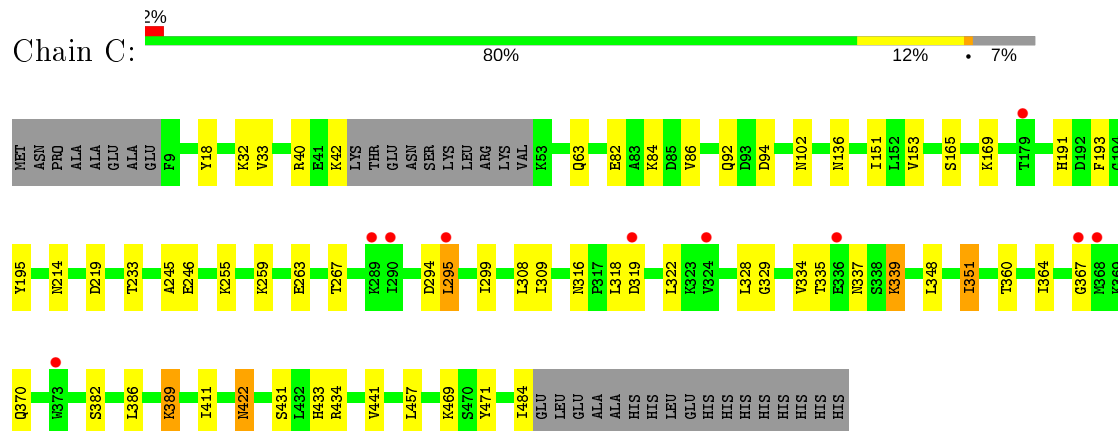 2%
Chain C:
80% 12% • 7%
MET ASN PRO ALA ALA GLU ALA GLU F9 Y18 K32 V33 R40 E41 K42 LYS THR GLU ASN SER LYS LEU ARG LYS VAL K53 Q63 E82 A83 K84 D85 V86 Q92 D93 D94 N102 N136 I151 L152 V153 S165 K169 T179 H191 D192 F193 G194
Y195 N214 D219 T233 A245 E246 K255 K259 E263 T267 K289 I290 D294 L295 I299 L308 I309 N316 P317 L318 D319 L322 K323 V324 L328 G329 V334 T335 E336 N337 S338 K339 L348 I351 T360 I364 G367 M368 K369
Q370 W373 S382 L386 K389 I411 N422 S431 L432 H433 R434 V441 L457 K469 S470 Y471 I484 GLU LEU GLU ALA ALA HIS HIS LEU GLU HIS HIS HIS HIS HIS HIS HIS HIS